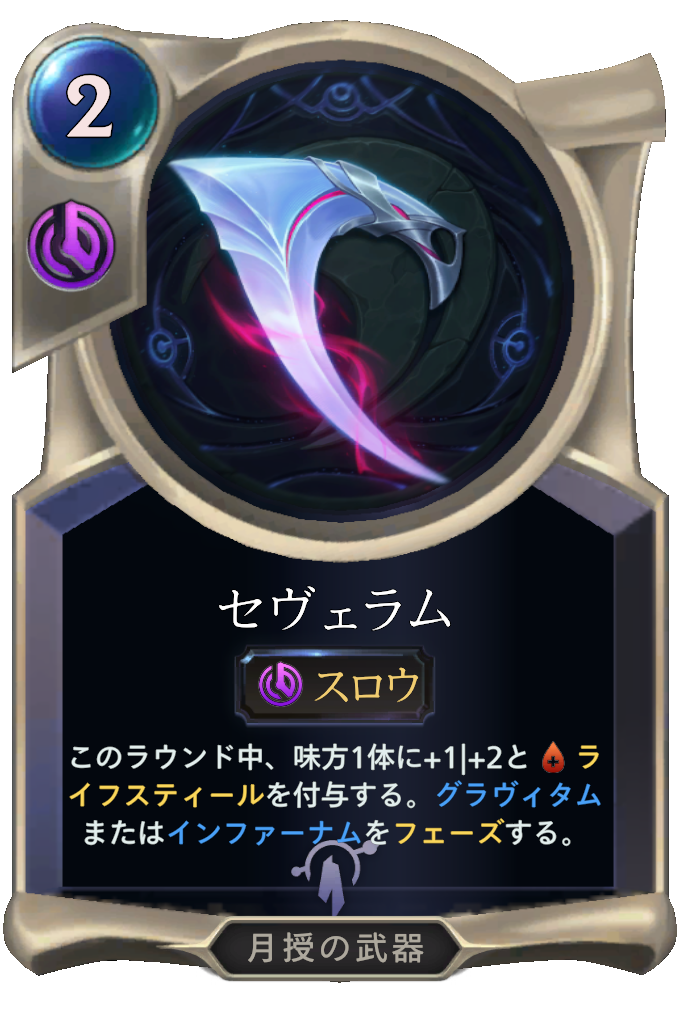 2
セヴェラム
スロウ
このラウンド中、味方1体に+1|+2と ラ
イフスティールを付与する。グラヴィタム
またはインファーナムをフェーズする。
月授の武器